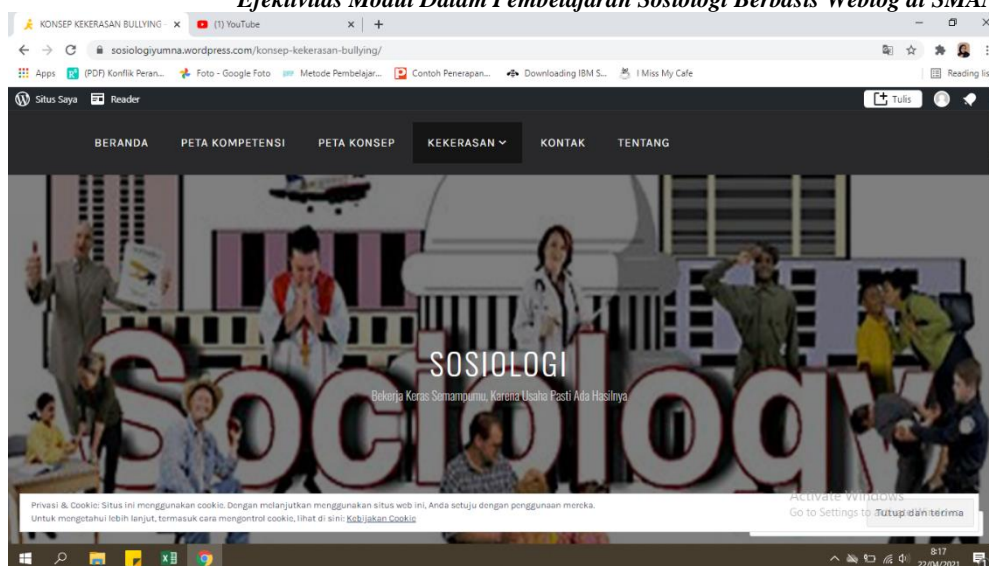 Efektivitas Modul Dalam Pembelajaran Sosiologi Berbasis Weblog di SMAN
KONSEP KEKERASAN BULLYING -
(1) YouTube
sosiologiyumna.wordpress.com/konsep-kekerasan-bullying/
Apps (PDF) Konflik Peran... Foto - Google Foto Metode Pembelajar... Contoh Penerapan... Downloading IBM S... I Miss My Cafe Reading lis
Situs Saya Reader Tulis
BERANDA PETA KOMPETENSI PETA KONSEP KEKERASAN KONTAK TENTANG
Sociology
SOSIOLOGI
Bekerja Keras Semampumu, Karena Usaha Pasti Ada Hasilnya
Activate Windows
Privasi & Cookie: Situs ini menggunakan cookie. Dengan melanjutkan menggunakan situs web ini, Anda setuju dengan penggunaan mereka.
Untuk mengetahui lebih lanjut, termasuk cara mengontrol cookie, lihat di sini: Kebijakan Cookie
Go to Settings to
Tutup dan terima
8:17
22/04/2021